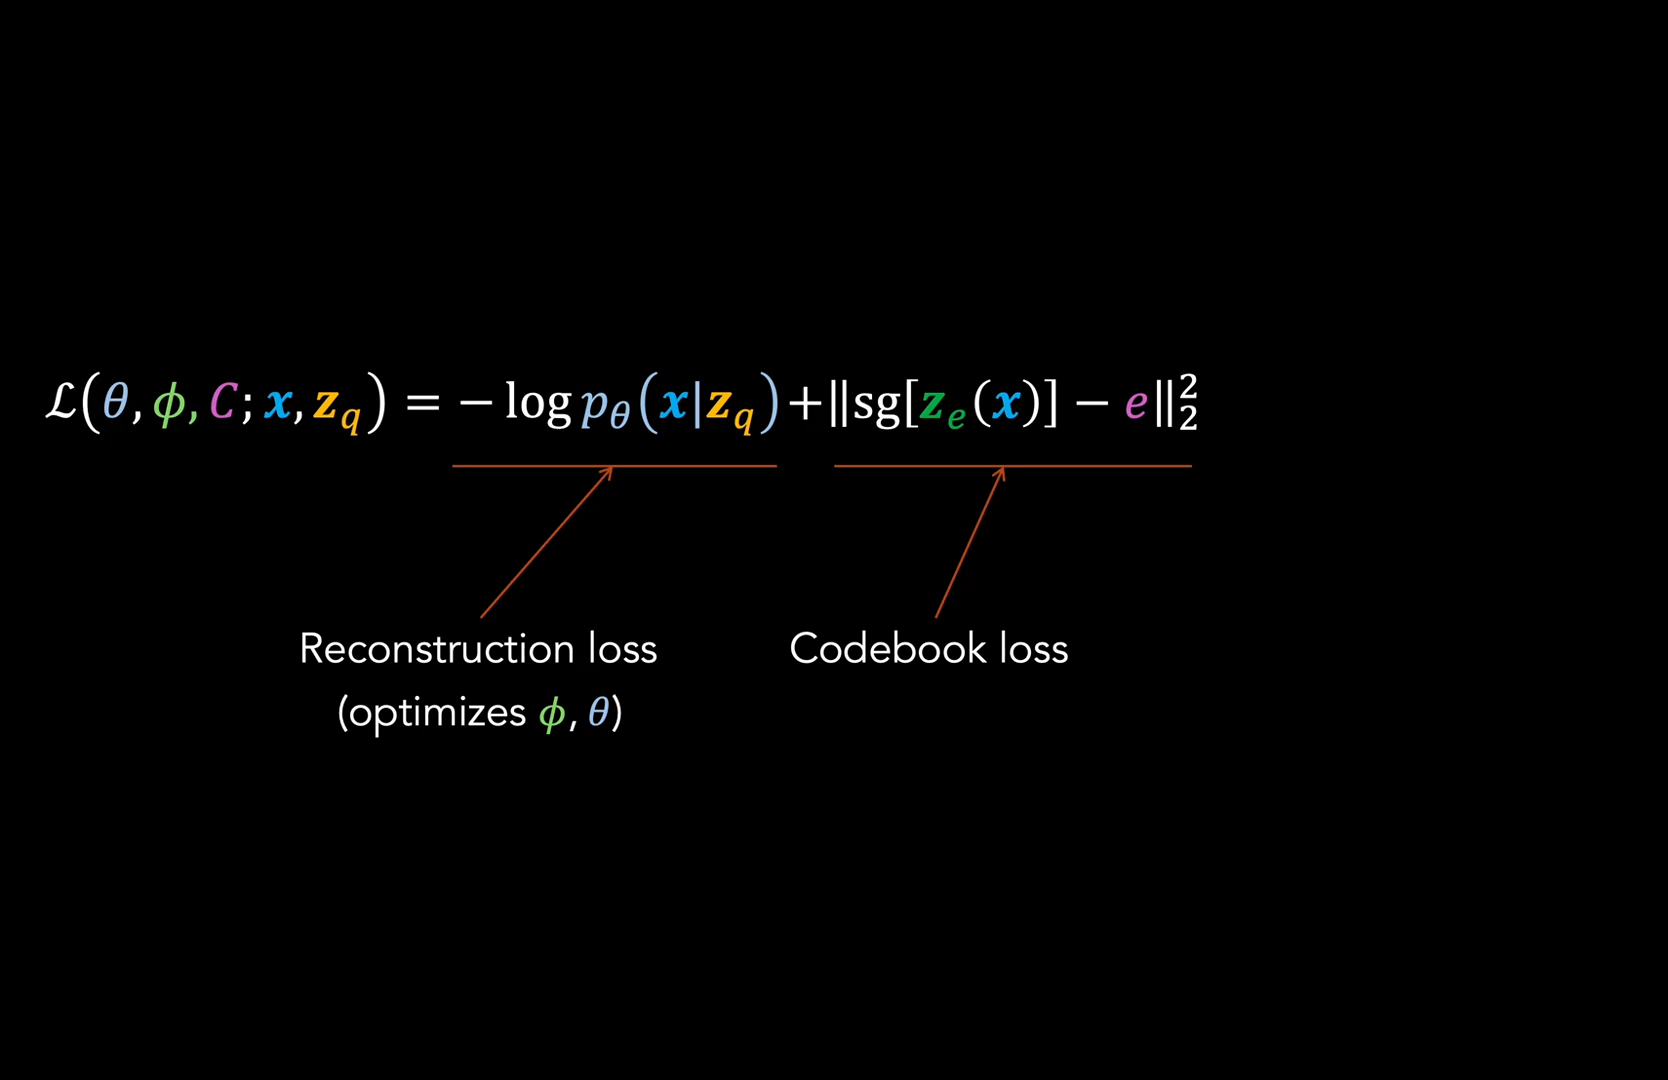 ℒ(θ, ϕ, C; x, z_q) = − log p_θ(x|z_q) + ‖sg[z_e(x)] − e‖₂²
Reconstruction loss
(optimizes ϕ, θ)
Codebook loss